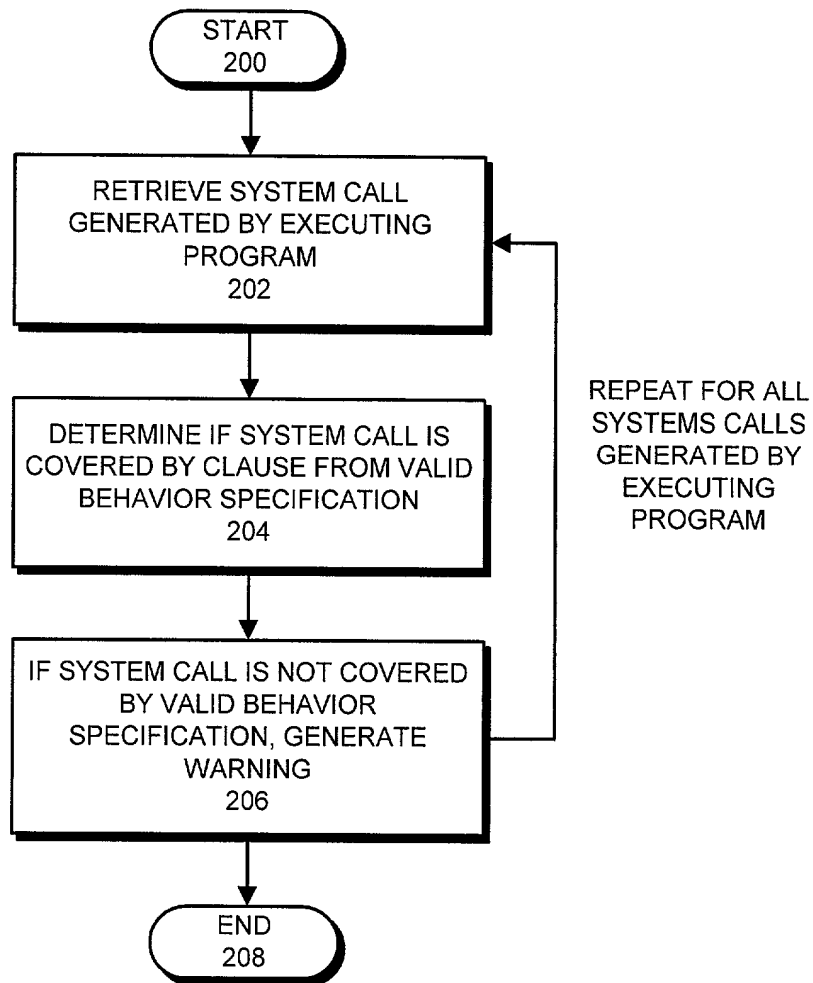 START
200
RETRIEVE SYSTEM CALL
GENERATED BY EXECUTING
PROGRAM
202
DETERMINE IF SYSTEM CALL IS
COVERED BY CLAUSE FROM VALID
BEHAVIOR SPECIFICATION
204
IF SYSTEM CALL IS NOT COVERED
BY VALID BEHAVIOR
SPECIFICATION, GENERATE
WARNING
206
REPEAT FOR ALL
SYSTEMS CALLS
GENERATED BY
EXECUTING
PROGRAM
END
208